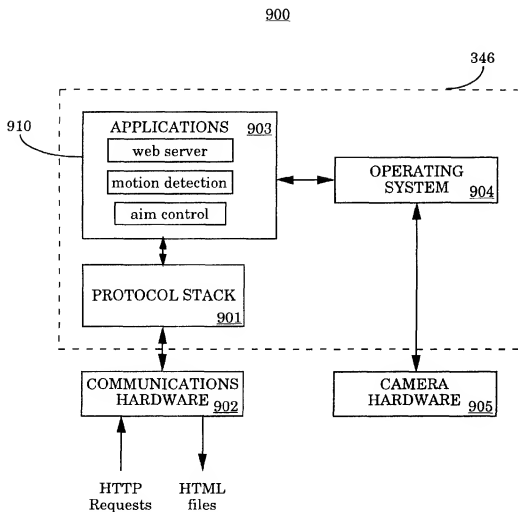 900
346
910
APPLICATIONS
903
web server
motion detection
aim control
OPERATING
SYSTEM
904
PROTOCOL STACK
901
COMMUNICATIONS
HARDWARE
902
CAMERA
HARDWARE
905
HTTP
Requests
HTML
files